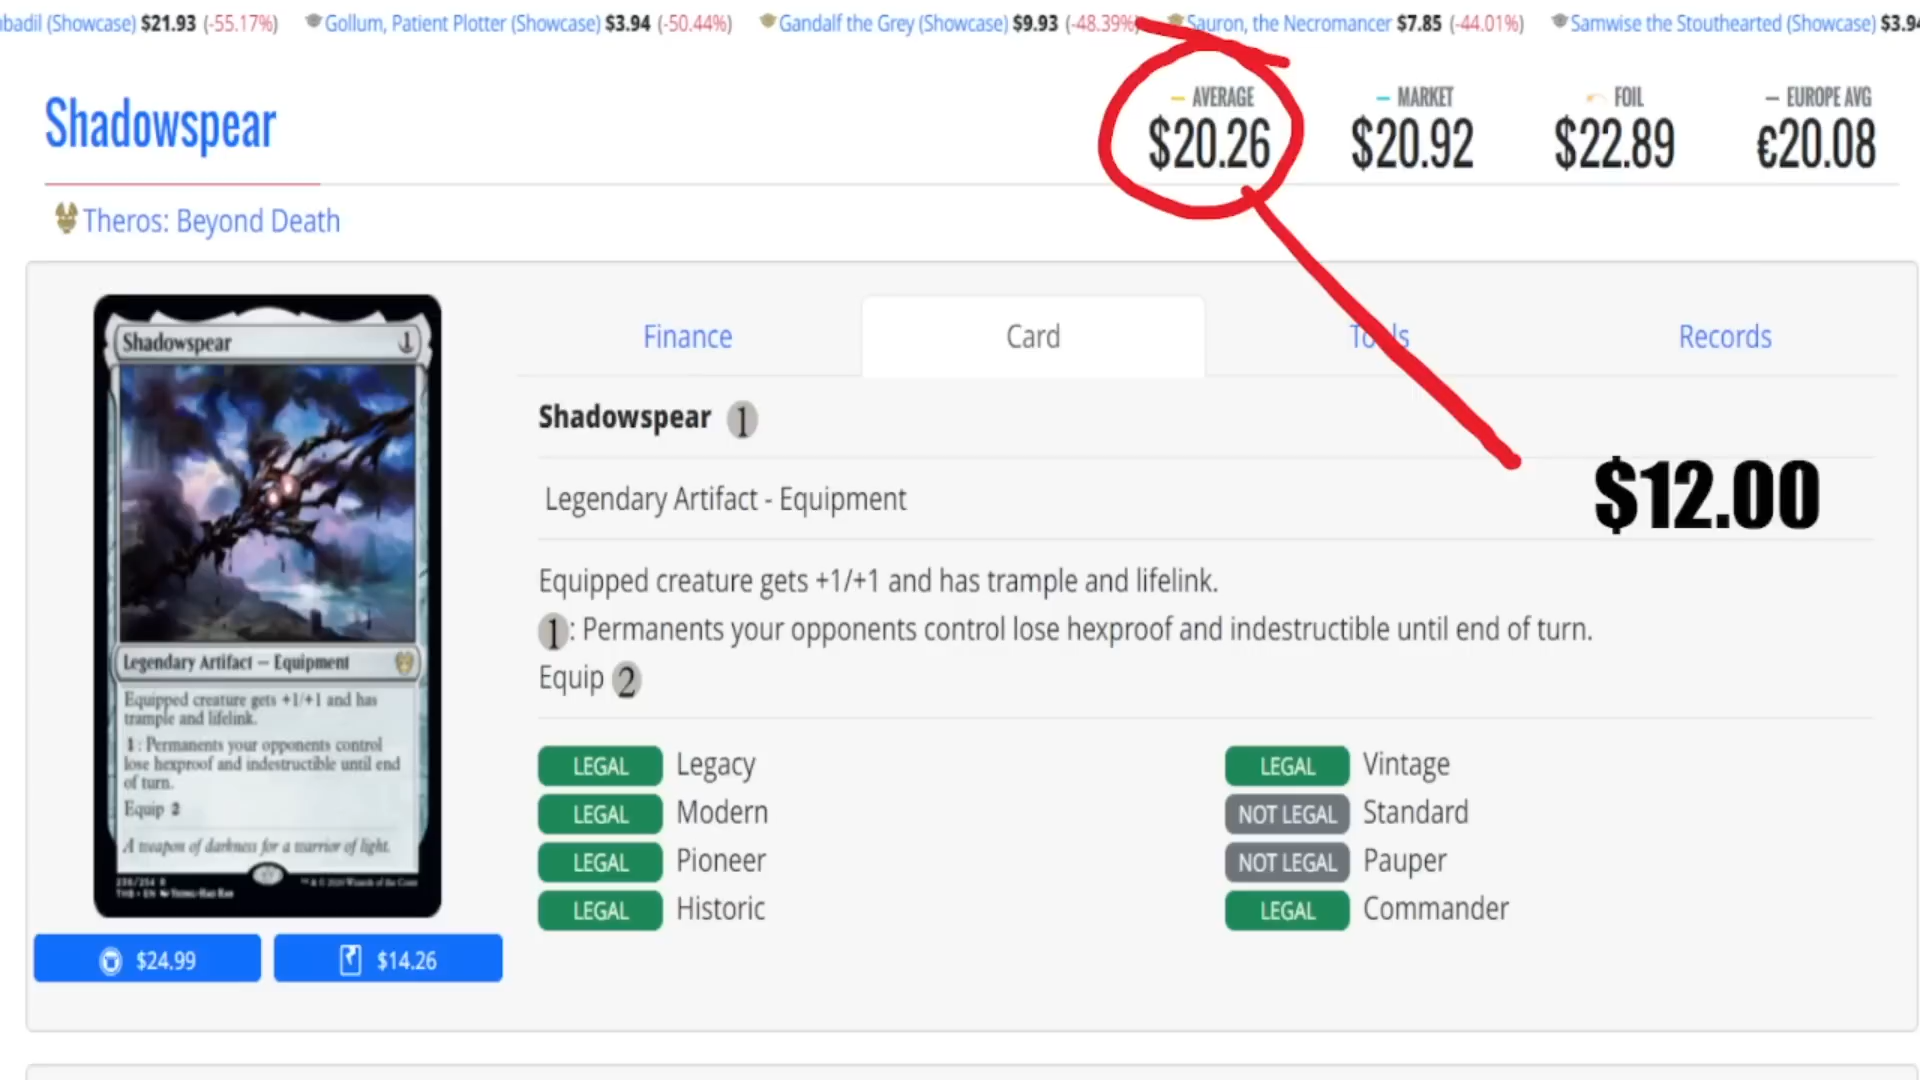 badil (Showcase) $21.93 (-55.17%) Gollum, Patient Plotter (Showcase) $3.94 (-50.44%) Gandalf the Grey (Showcase) $9.93 (-48.39%) Sauron, the Necromancer $7.85 (-44.01%) Samwise the Stouthearted (Showcase) $3.94
Shadowspear
AVERAGE MARKET FOIL EUROPE AVG
$20.26 $20.92 $22.89 €20.08
Theros: Beyond Death
Finance Card Tools Records
Shadowspear 1
Shadowspear 1
Legendary Artifact - Equipment
$12.00
Equipped creature gets +1/+1 and has trample and lifelink.
1: Permanents your opponents control lose hexproof and indestructible until end of turn.
Equip 2
Legendary Artifact — Equipment
Equipped creature gets +1/+1 and has
trample and lifelink.
1: Permanents your opponents control
lose hexproof and indestructible until end
of turn.
Equip 2
A weapon of darkness for a warrior of light.
LEGAL Legacy LEGAL Vintage
LEGAL Modern NOT LEGAL Standard
LEGAL Pioneer NOT LEGAL Pauper
LEGAL Historic LEGAL Commander
$24.99 $14.26